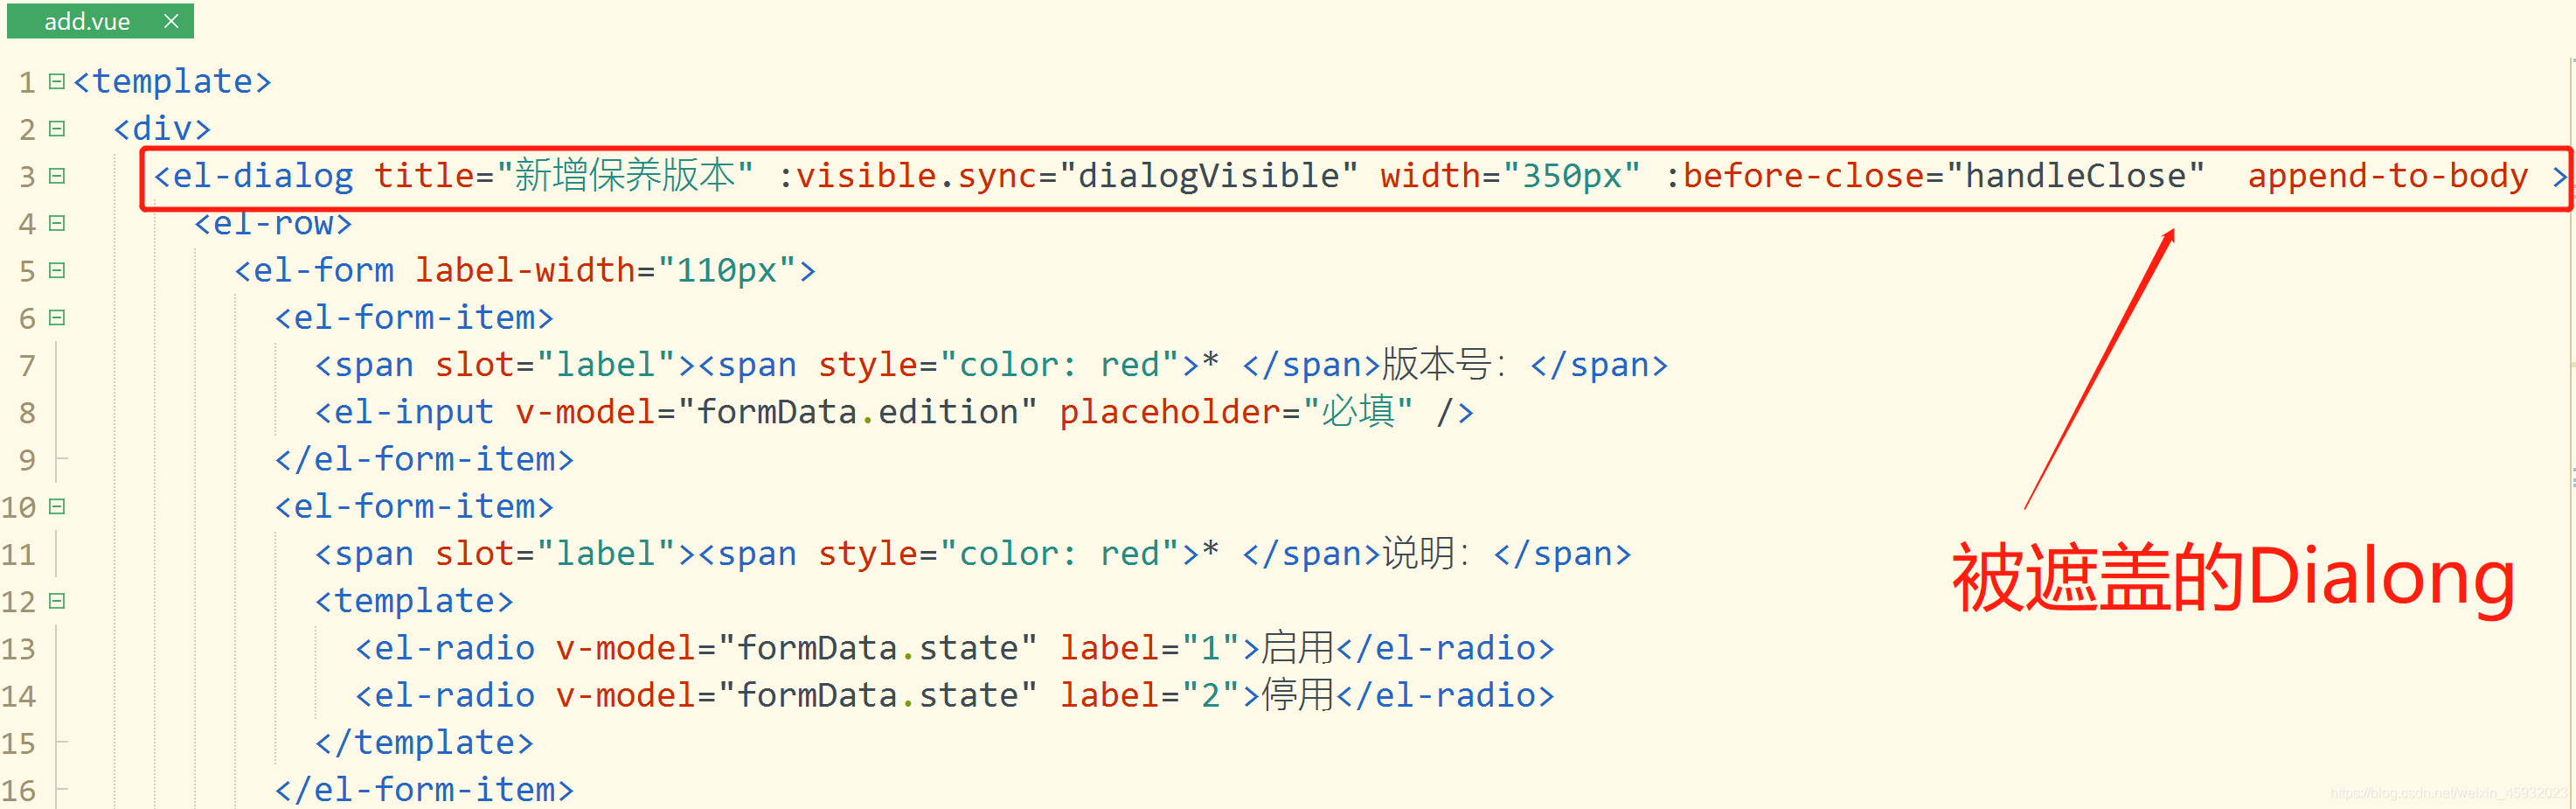 add.vue ×
1 <template>
2 <div>
3 <el-dialog title="新增保养版本" :visible.sync="dialogVisible" width="350px" :before-close="handleClose"  append-to-body >
4 <el-row>
5 <el-form label-width="110px">
6 <el-form-item>
7 <span slot="label"><span style="color: red">* </span>版本号：</span>
8 <el-input v-model="formData.edition" placeholder="必填" />
9 </el-form-item>
10 <el-form-item>
11 <span slot="label"><span style="color: red">* </span>说明：</span>
12 <template>
13 <el-radio v-model="formData.state" label="1">启用</el-radio>
14 <el-radio v-model="formData.state" label="2">停用</el-radio>
15 </template>
16 </el-form-item>
被遮盖的Dialong
https://blog.csdn.net/weixin_45932023